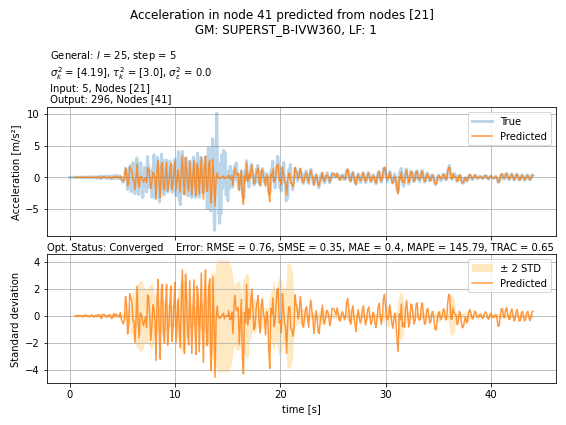 Acceleration in node 41 predicted from nodes [21]
GM: SUPERST_B-IVW360, LF: 1
General: l = 25, step = 5
σ_k^2 = [4.19], τ_k^2 = [3.0], σ_ε^2 = 0.0
Input: 5, Nodes [21]
Output: 296, Nodes [41]
10
5
0
−5
Acceleration [m/s²]
True
Predicted
Opt. Status: Converged Error: RMSE = 0.76, SMSE = 0.35, MAE = 0.4, MAPE = 145.79, TRAC = 0.65
4
2
0
−2
−4
Standard deviation
± 2 STD
Predicted
0 10 20 30 40
time [s]